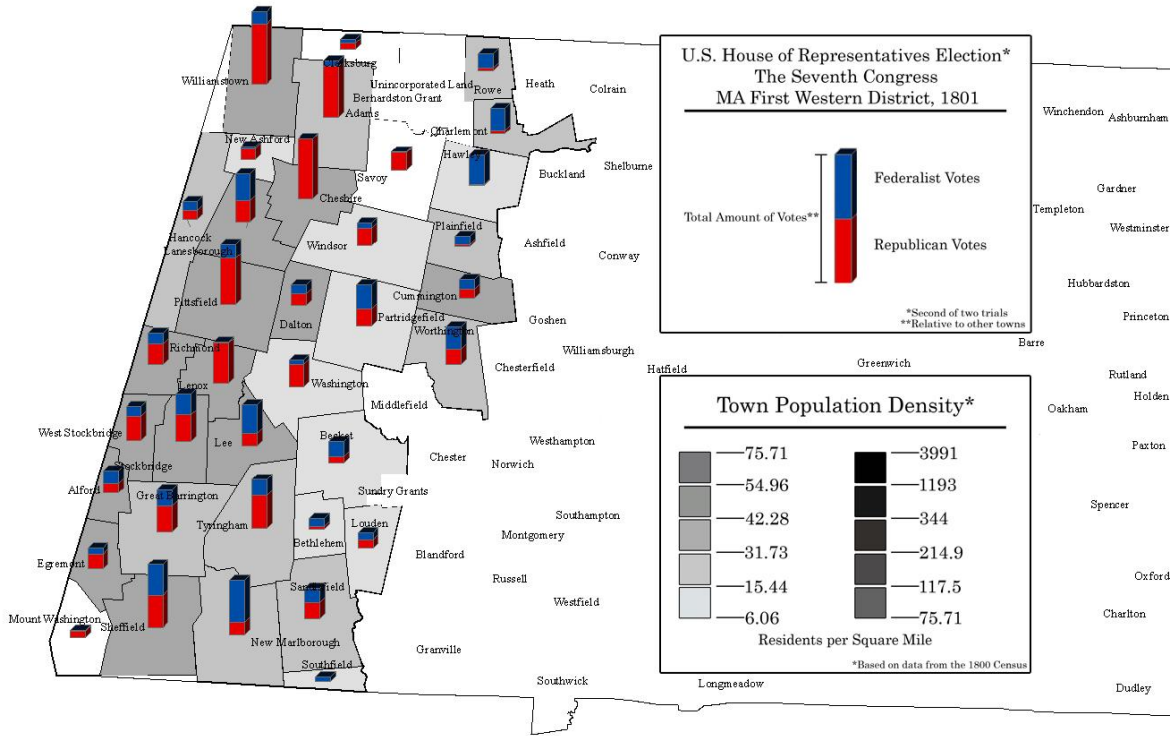 U.S. House of Representatives Election*
The Seventh Congress
MA First Western District, 1801
Federalist Votes
Total Amount of Votes**
Republican Votes
*Second of two trials
**Relative to other towns
Town Population Density*
75.71
54.96
42.28
31.73
15.44
6.06
3991
1193
344
214.9
117.5
75.71
Residents per Square Mile
*Based on data from the 1800 Census
Williamstown
Clarksburg
Unincorporated Land
Bernardston Grant
Adams
Rowe
Heath
Colrain
Charlemont
New Ashford
Hawley
Savoy
Buckland
Shelburne
Cheshire
Hancock
Lanesborough
Windsor
Plainfield
Ashfield
Conway
Pittsfield
Dalton
Cummington
Partridgefield
Worthington
Goshen
Richmond
Lenox
Washington
Chesterfield
Williamsburgh
Hatfield
Greenwich
Barre
Middlefield
West Stockbridge
Stockbridge
Lee
Becket
Chester
Westhampton
Norwich
Alford
Great Barrington
Tyringham
Sundry Grants
Louden
Bethlehem
Southampton
Montgomery
Blandford
Russell
Egremont
Westfield
Mount Washington
Sheffield
New Marlborough
Sandisfield
Southfield
Granville
Southwick
Longmeadow
Winchendon
Ashburnham
Gardner
Templeton
Westminster
Hubbardston
Princeton
Rutland
Holden
Oakham
Paxton
Spencer
Oxford
Charlton
Dudley